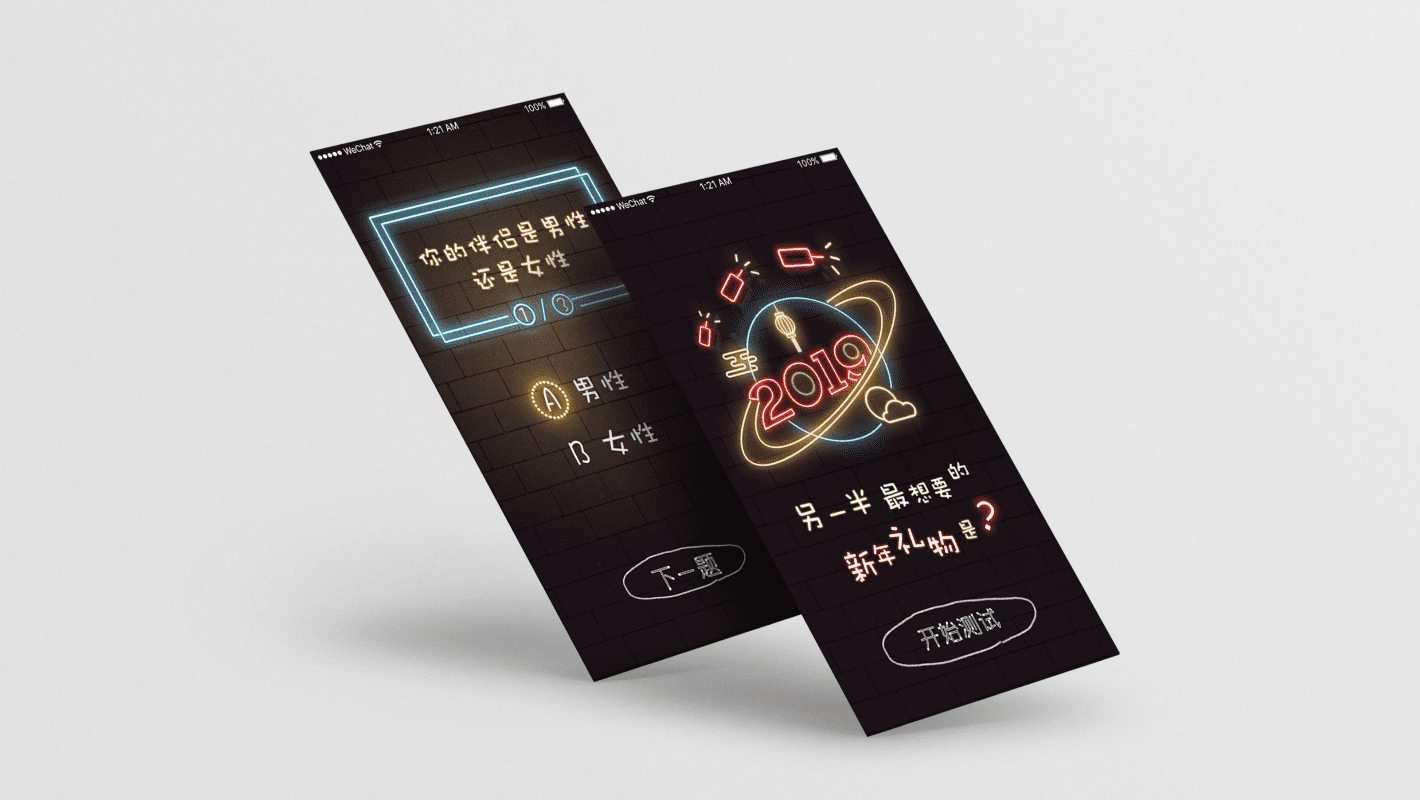 WeChat 1:21 AM 100%
你的伴侣是男性
还是女性
1/3
A 男性
B 女性
下一题
WeChat 1:21 AM 100%
2019
另一半 最想要的
新年礼物是?
开始测试